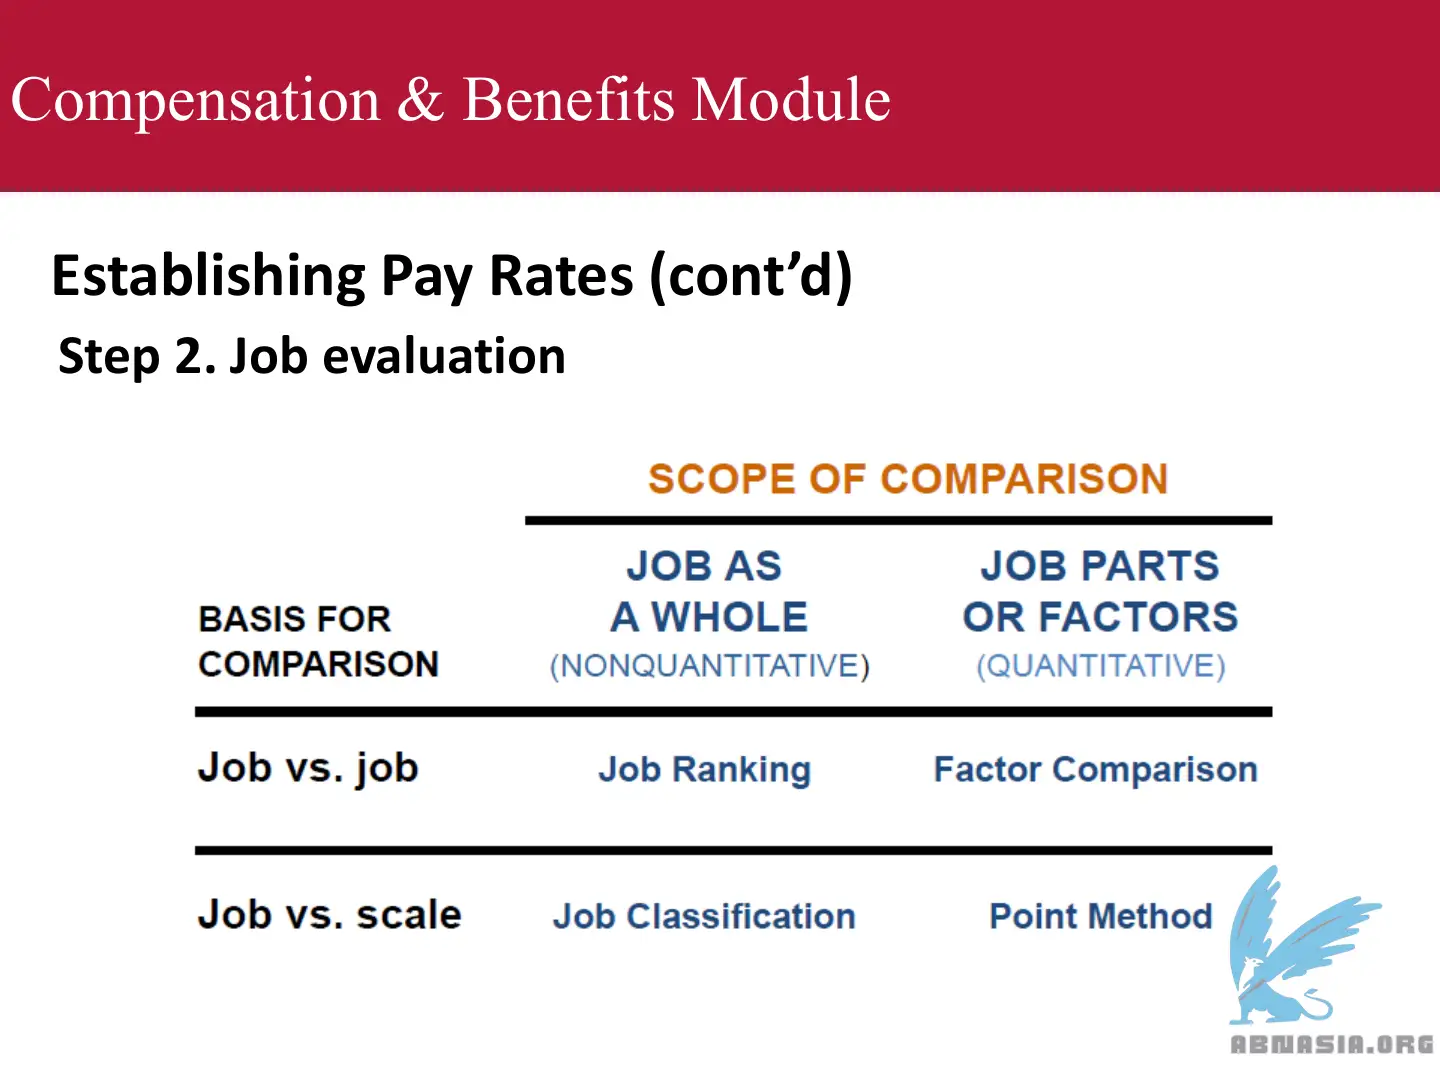 Compensation & Benefits Module
Establishing Pay Rates (cont’d)
Step 2. Job evaluation
SCOPE OF COMPARISON
BASIS FOR
COMPARISON
JOB AS
A WHOLE
(NONQUANTITATIVE)
JOB PARTS
OR FACTORS
(QUANTITATIVE)
Job vs. job
Job Ranking
Factor Comparison
Job vs. scale
Job Classification
Point Method
ABNASIA.ORG